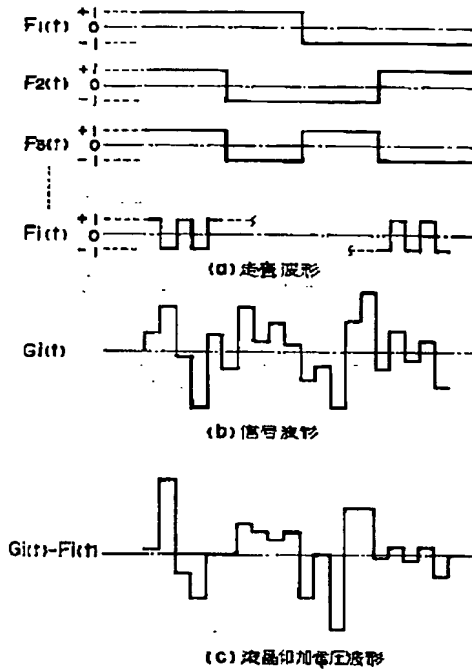 +1
F1(t) 0
-1
+1
F2(t) 0
-1
+1
F3(t) 0
-1
+1
Fi(t) 0
-1
(a) 走査波形
Gi(t)
(b) 信号波形
Gi(t)-Fi(t)
(c) 液晶印加電圧波形